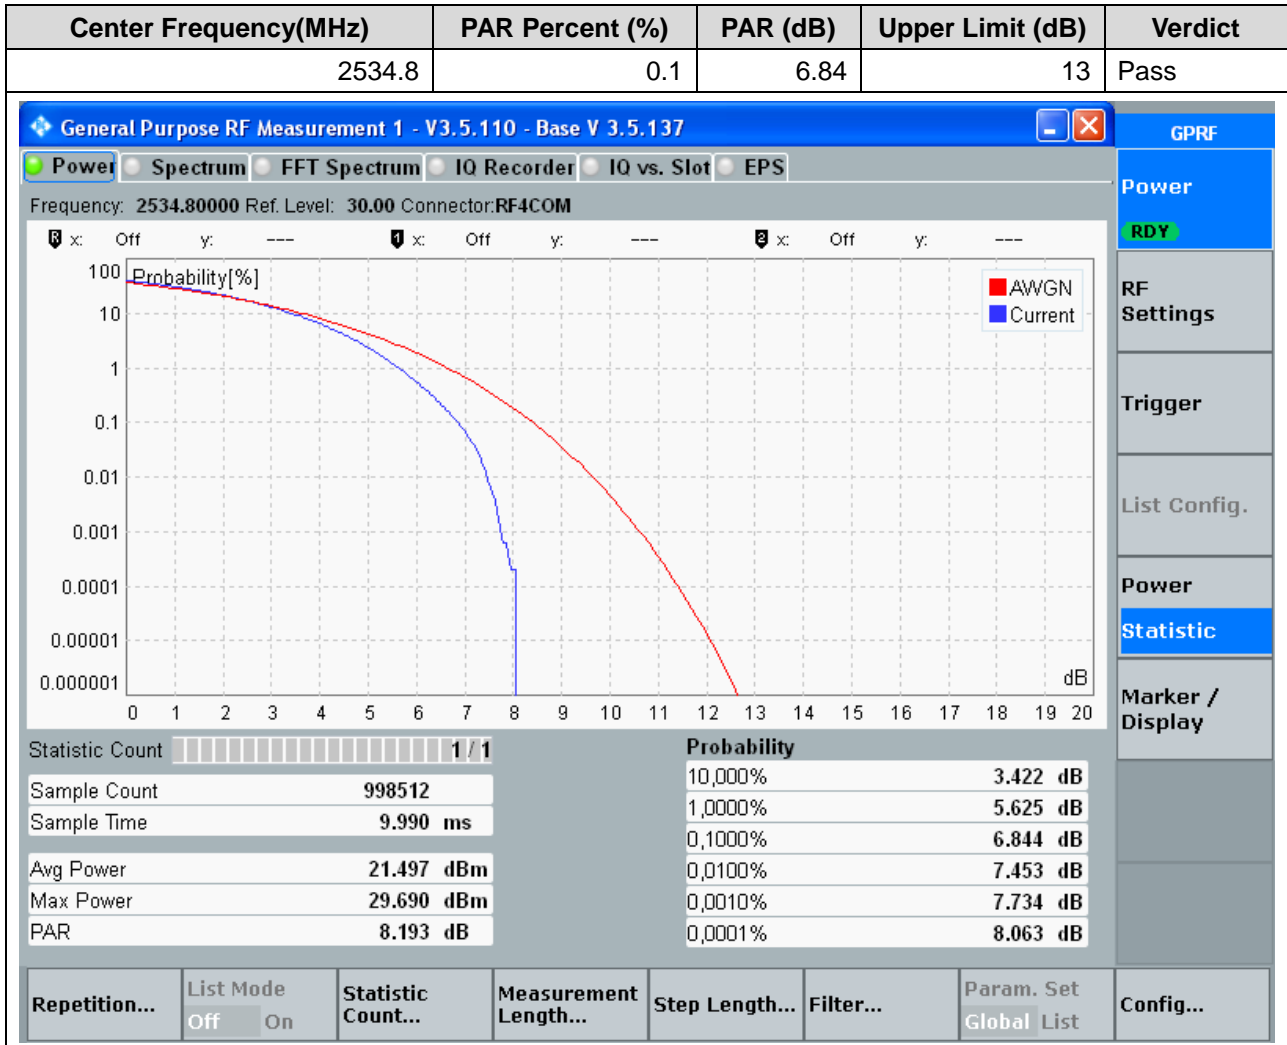 Center Frequency(MHz) PAR Percent (%) PAR (dB) Upper Limit (dB) Verdict
2534.8 0.1 6.84 13 Pass
General Purpose RF Measurement 1 - V3.5.110 - Base V 3.5.137
GPRF
Power Spectrum FFT Spectrum IQ Recorder IQ vs. Slot EPS
Frequency: 2534.80000 Ref. Level: 30.00 Connector:RF4COM
R x: Off y: --- 1 x: Off y: --- 2 x: Off y: ---
Probability[%]
AWGN
Current
100
10
1
0.1
0.01
0.001
0.0001
0.00001
0.000001
dB
0 1 2 3 4 5 6 7 8 9 10 11 12 13 14 15 16 17 18 19 20
Statistic Count 1 / 1
Sample Count 998512
Sample Time 9.990 ms
Avg Power 21.497 dBm
Max Power 29.690 dBm
PAR 8.193 dB
Probability
10,000% 3.422 dB
1,0000% 5.625 dB
0,1000% 6.844 dB
0,0100% 7.453 dB
0,0010% 7.734 dB
0,0001% 8.063 dB
Power
RDY
RF
Settings
Trigger
List Config.
Power
Statistic
Marker /
Display
Repetition...
List Mode
Off On
Statistic
Count...
Measurement
Length...
Step Length...
Filter...
Param. Set
Global List
Config...